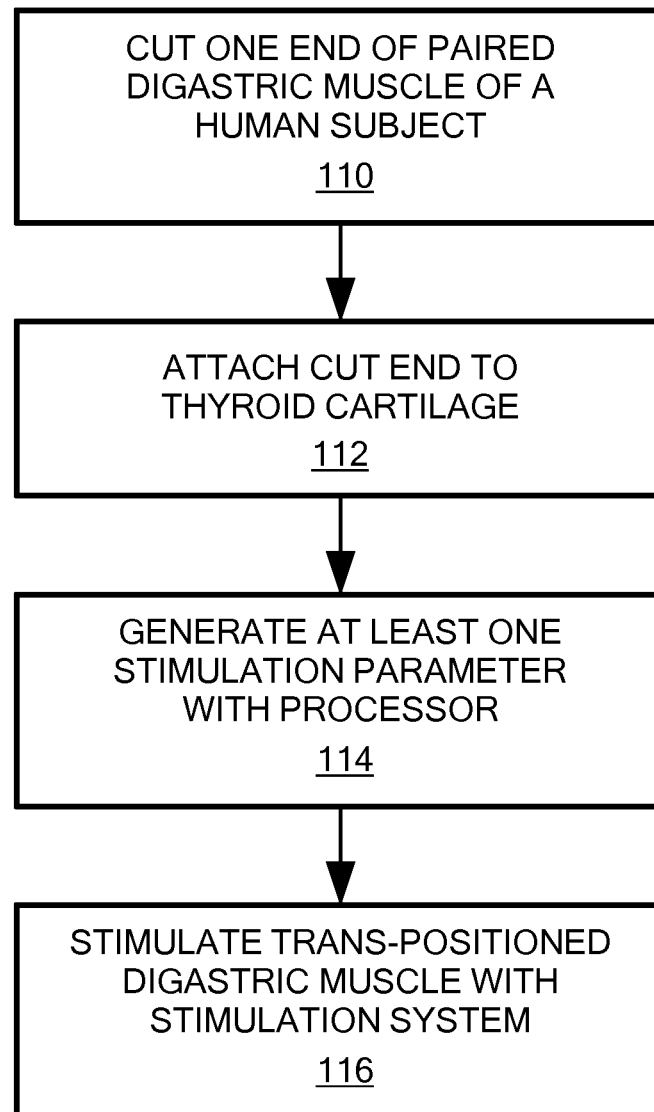 CUT ONE END OF PAIRED
DIGASTRIC MUSCLE OF A
HUMAN SUBJECT
110
ATTACH CUT END TO
THYROID CARTILAGE
112
GENERATE AT LEAST ONE
STIMULATION PARAMETER
WITH PROCESSOR
114
STIMULATE TRANS-POSITIONED
DIGASTRIC MUSCLE WITH
STIMULATION SYSTEM
116